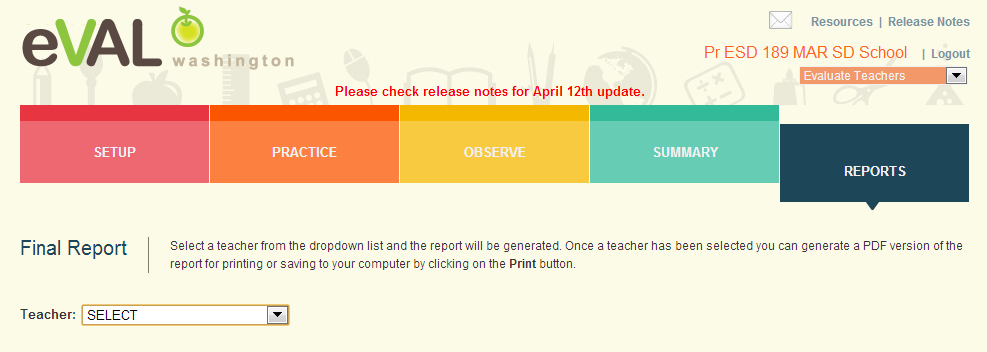 eVAL
washington
Resources | Release Notes
Pr ESD 189 MAR SD School | Logout
Evaluate Teachers
Please check release notes for April 12th update.
SETUP
PRACTICE
OBSERVE
SUMMARY
REPORTS
Final Report
Select a teacher from the dropdown list and the report will be generated. Once a teacher has been selected you can generate a PDF version of the
report for printing or saving to your computer by clicking on the Print button.
Teacher: SELECT